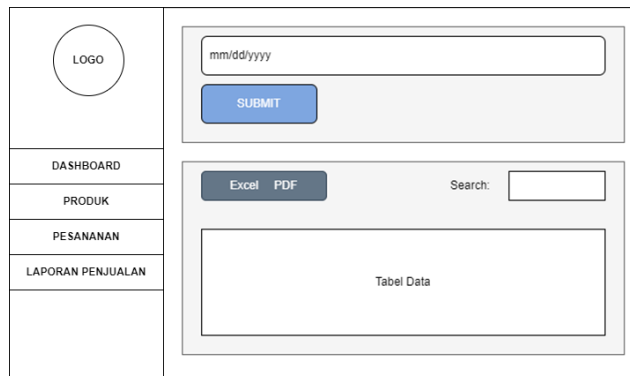 LOGO
DASHBOARD
PRODUK
PESANANAN
LAPORAN PENJUALAN
mm/dd/yyyy
SUBMIT
Excel PDF
Search:
Tabel Data